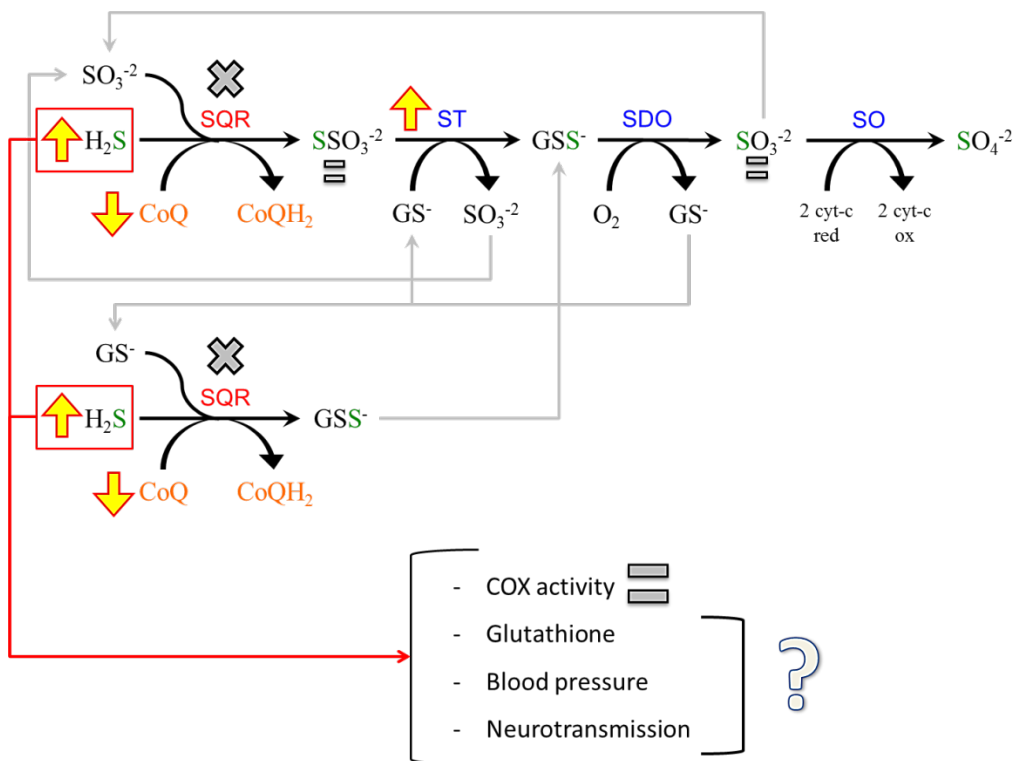 SO₃⁻²
SQR
ST
SDO
SO
H₂S
SSO₃⁻²
GSS⁻
SO₃⁻²
SO₄⁻²
CoQ
CoQH₂
GS⁻
SO₃⁻²
O₂
GS⁻
2 cyt-c
red
2 cyt-c
ox
GS⁻
SQR
H₂S
GSS⁻
CoQ
CoQH₂
- COX activity
- Glutathione
- Blood pressure
- Neurotransmission
?